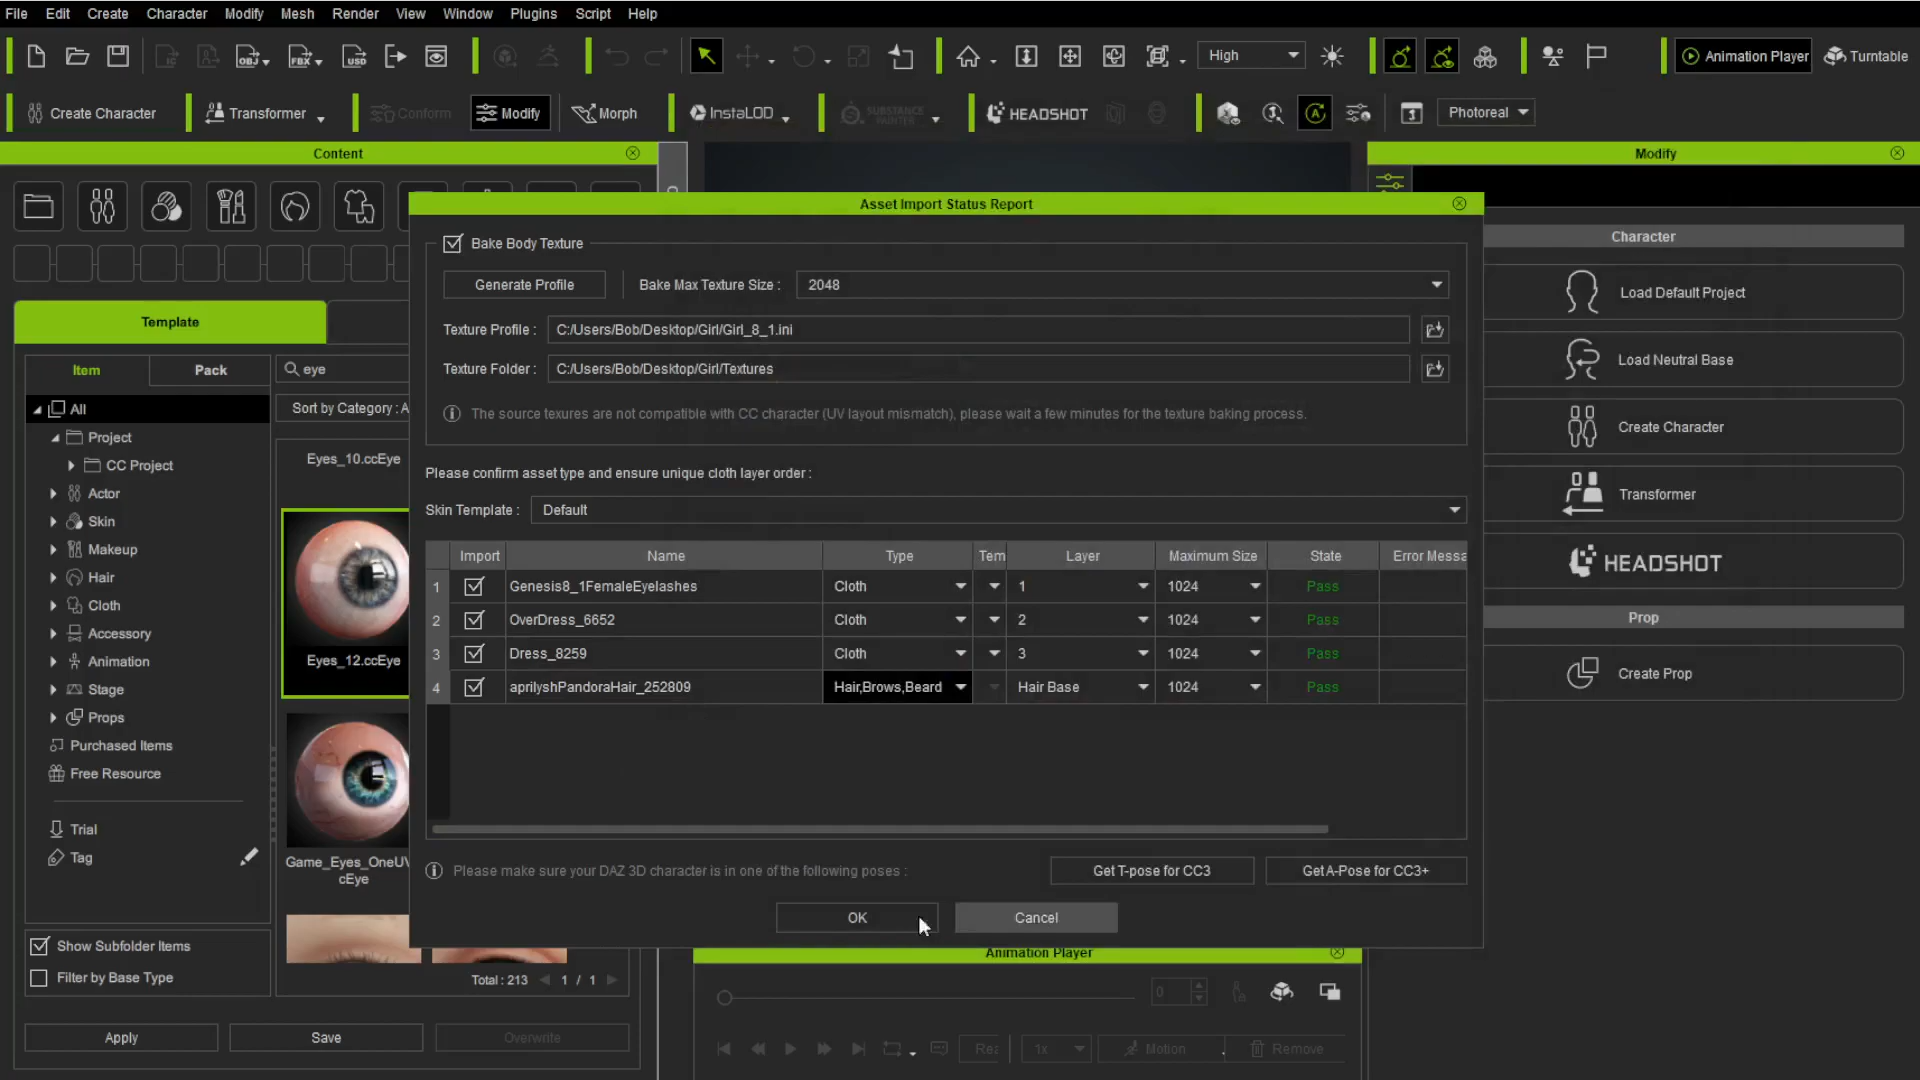 File Edit Create Character Modify Mesh Render View Window Plugins Script Help
OBJ FBX USD High Animation Player Turntable
Create Character Transformer Conform Modify Morph InstaLOD SUBSTANCE PAINTER HEADSHOT Photoreal
Content
Modify
Asset Import Status Report
Bake Body Texture
Generate Profile Bake Max Texture Size : 2048
Texture Profile : C:/Users/Bob/Desktop/Girl/Girl_8_1.ini
Texture Folder : C:/Users/Bob/Desktop/Girl/Textures
The source texures are not compatible with CC character (UV layout mismatch), please wait a few minutes for the texture baking process.
Please confirm asset type and ensure unique cloth layer order :
Skin Template : Default
Import Name Type Tem Layer Maximum Size State Error Messa
1 Genesis8_1FemaleEyelashes Cloth 1 1024 Pass
2 OverDress_6652 Cloth 2 1024 Pass
3 Dress_8259 Cloth 3 1024 Pass
4 aprilyshPandoraHair_252809 Hair,Brows,Beard Hair Base 1024 Pass
Please make sure your DAZ 3D character is in one of the following poses :
Get T-pose for CC3 Get A-Pose for CC3+
OK Cancel
Template
Item Pack
eye
Sort by Category : A
All
Project
CC Project
Actor
Skin
Makeup
Hair
Cloth
Accessory
Animation
Stage
Props
Purchased Items
Free Resource
Trial
Tag
Show Subfolder Items
Filter by Base Type
Eyes_10.ccEye
Eyes_12.ccEye
Game_Eyes_OneUV
cEye
Total : 213 1 / 1
Apply Save Overwrite
Character
Load Default Project
Load Neutral Base
Create Character
Transformer
HEADSHOT
Prop
Create Prop
Animation Player
0
1x Motion Remove